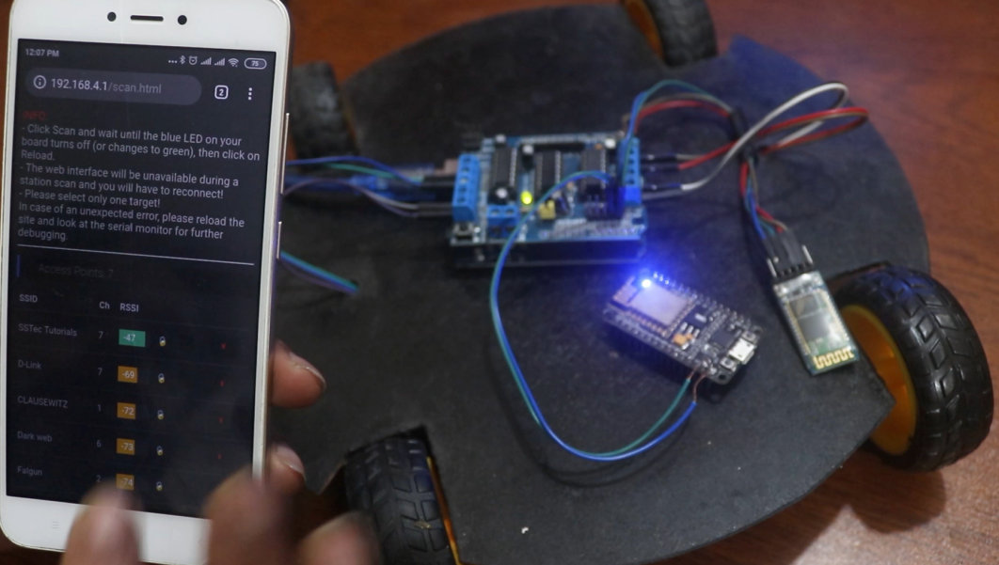 12:07 PM
75
192.168.4.1/scan.html
2
INFO:
- Click Scan and wait until the blue LED on your
board turns off (or changes to green), then click on
Reload.
- The web interface will be unavailable during a
station scan and you will have to reconnect!
- Please select only one target!
In case of an unexpected error, please reload the
site and look at the serial monitor for further
debugging.
Access Points: 7
SSID Ch RSSI
SSTec Tutorials 7 -47
D-Link 7 -69
CLAUSEWITZ 1 -72
Dark web 6 -73
Falgun 2 -74